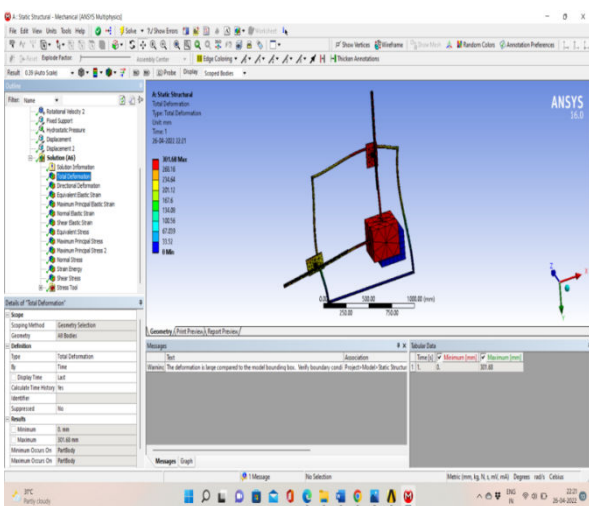 A : Static Structural - Mechanical [ANSYS Multiphysics]
File Edit View Units Tools Help Solve ?/ Show Errors Worksheet
Show Vertices Wireframe Show Mesh Random Colors Annotation Preferences
Reset Explode Factor: Assembly Center Edge Coloring Thicken Annotations
Result 0.39 (Auto Scale) Probe Display Scoped Bodies
Outline
Filter: Name
Rotational Velocity 2
Fixed Support
Hydrostatic Pressure
Displacement
Displacement 2
Solution (A6)
Solution Information
Total Deformation
Directional Deformation
Equivalent Elastic Strain
Maximum Principal Elastic Strain
Normal Elastic Strain
Shear Elastic Strain
Equivalent Stress
Maximum Principal Stress
Maximum Principal Stress 2
Normal Stress
Strain Energy
Shear Stress
Stress Tool
A: Static Structural
Total Deformation
Type: Total Deformation
Unit: mm
Time: 1
26-04-2022 22:21
301.68 Max
268.16
234.64
201.12
167.6
134.08
100.56
67.039
33.52
0 Min
ANSYS
16.0
0.00 500.00 1000.00 (mm)
250.00 750.00
Z
X
Y
Geometry Print Preview Report Preview
Details of "Total Deformation"
Scope
Scoping Method Geometry Selection
Geometry All Bodies
Definition
Type Total Deformation
By Time
Display Time Last
Calculate Time History Yes
Identifier
Suppressed No
Results
Minimum 0. mm
Maximum 301.68 mm
Minimum Occurs On PartBody
Maximum Occurs On PartBody
Messages
Text Association
Warning The deformation is large compared to the model bounding box. Verify boundary condi Project>Model>Static Structur
Messages Graph
Tabular Data
Time [s] Minimum [mm] Maximum [mm]
1 1. 0. 301.68
1 Message No Selection Metric (mm, kg, N, s, mV, mA) Degrees rad/s Celsius
31°C
Partly cloudy
ENG
IN
22:21
26-04-2022